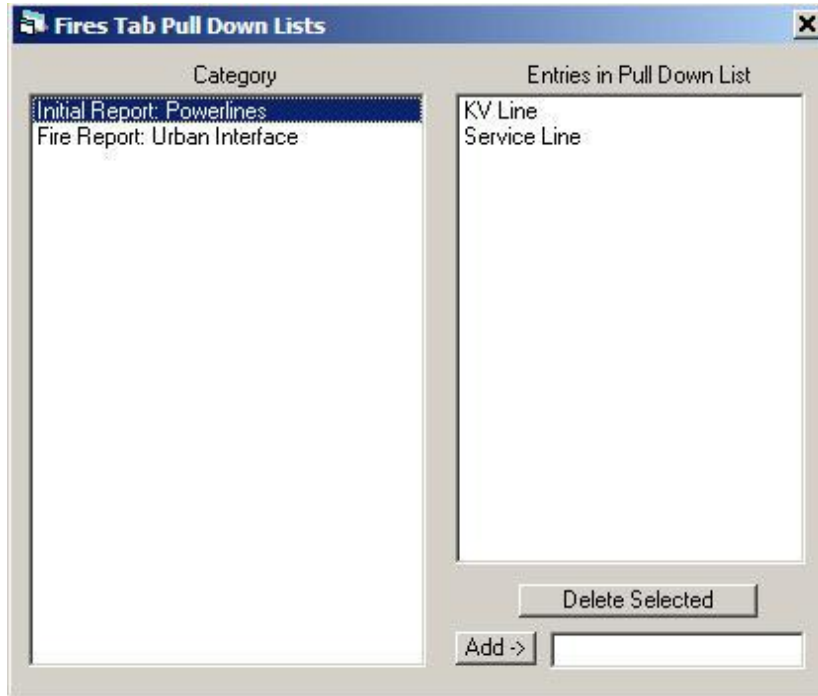 Fires Tab Pull Down Lists
Category
Initial Report: Powerlines
Fire Report: Urban Interface
Entries in Pull Down List
KV Line
Service Line
Delete Selected
Add ->